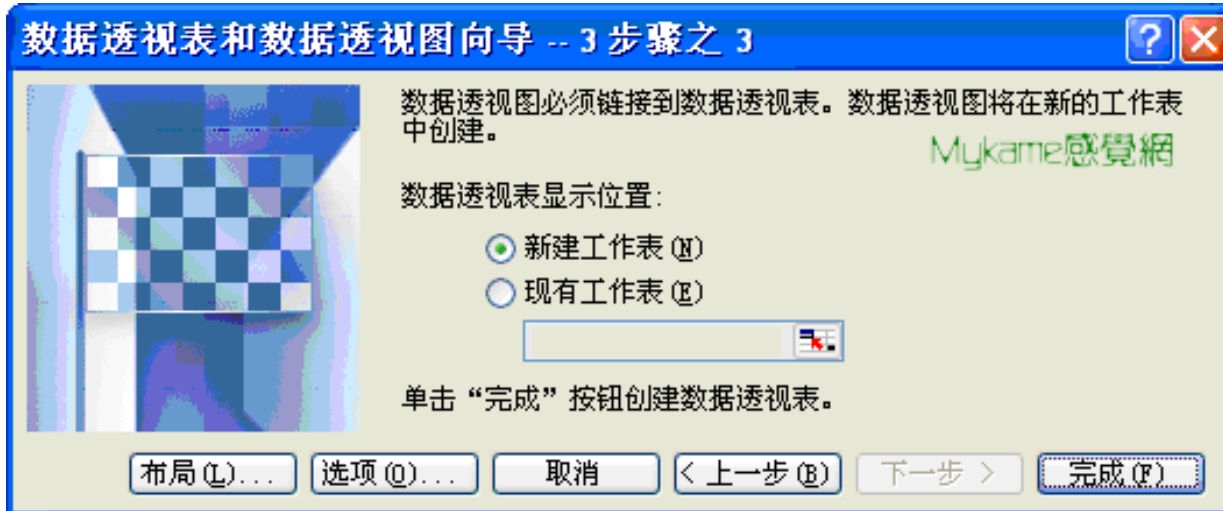 数据透视表和数据透视图向导 -- 3 步骤之 3
数据透视图必须链接到数据透视表。数据透视图将在新的工作表
中创建。
Mykame感覺網
数据透视表显示位置:
新建工作表(N)
现有工作表(E)
单击“完成”按钮创建数据透视表。
布局(L)... 选项(O)... 取消 < 上一步(B) 下一步 > 完成(F)